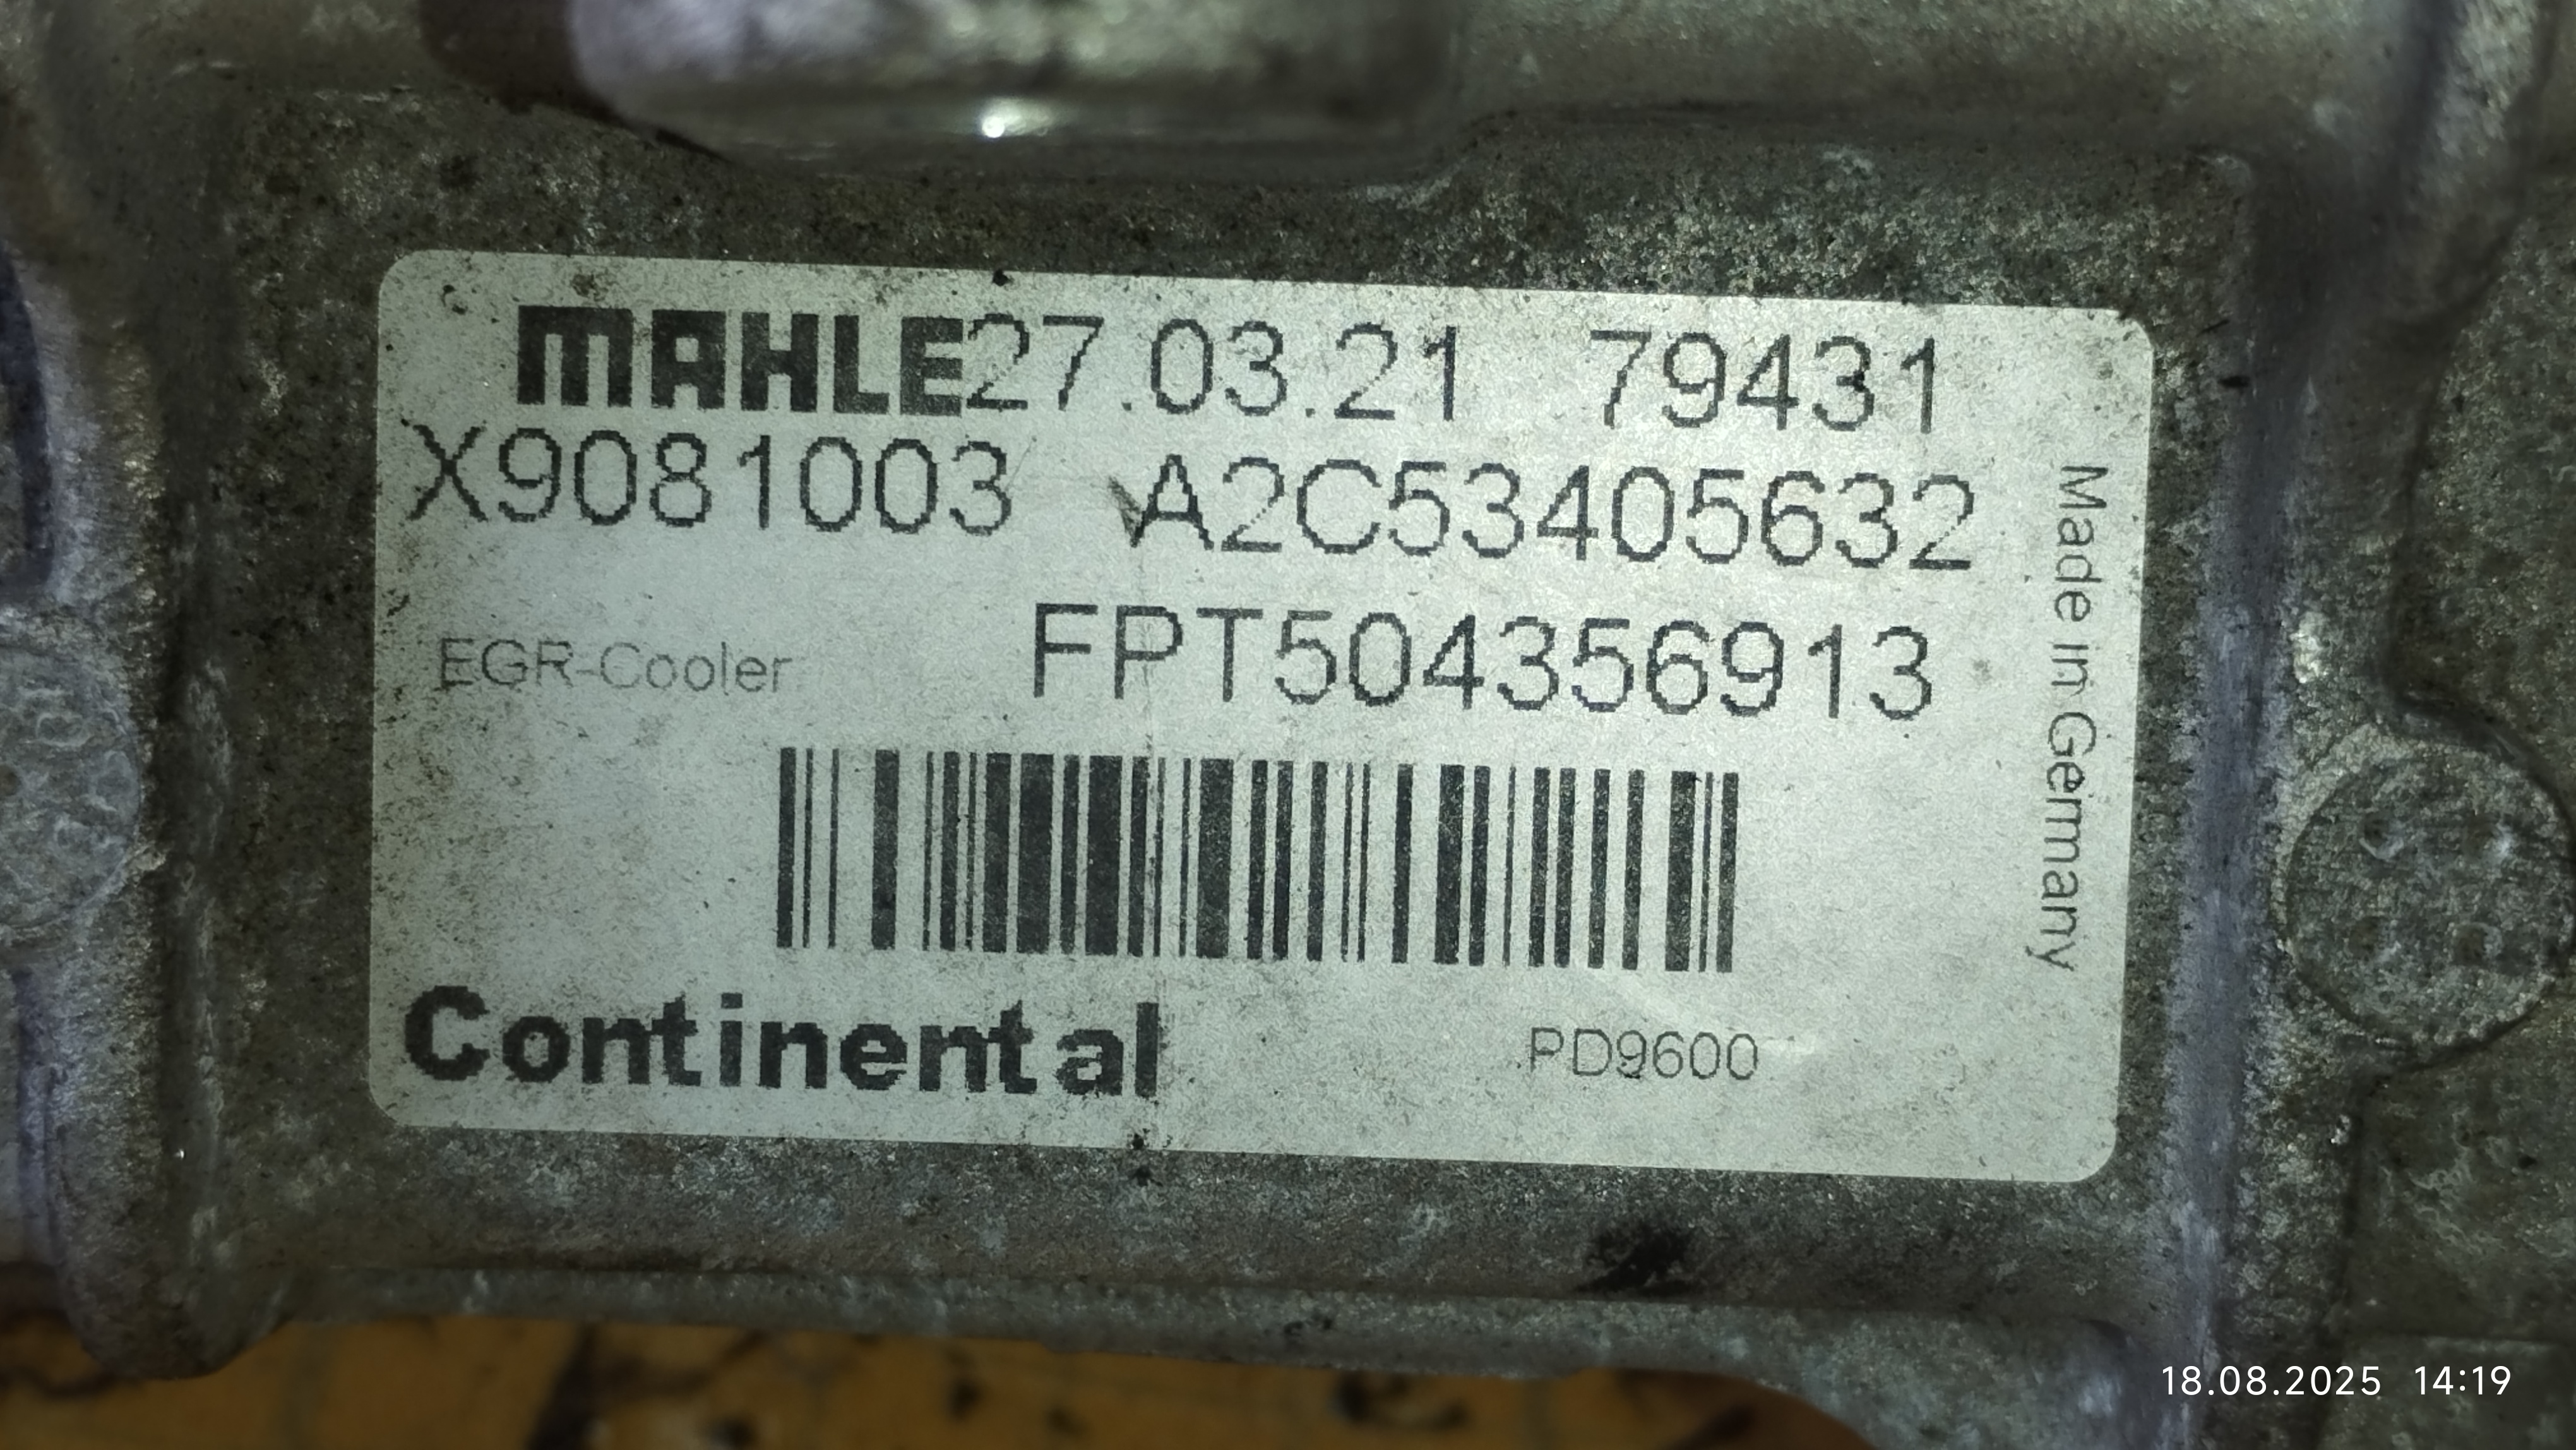 MAHLE 27.03.21 79431
X9081003 A2C53405632
EGR-Cooler FPT504356913
Continental PD9600
Made in Germany
18.08.2025 14:19